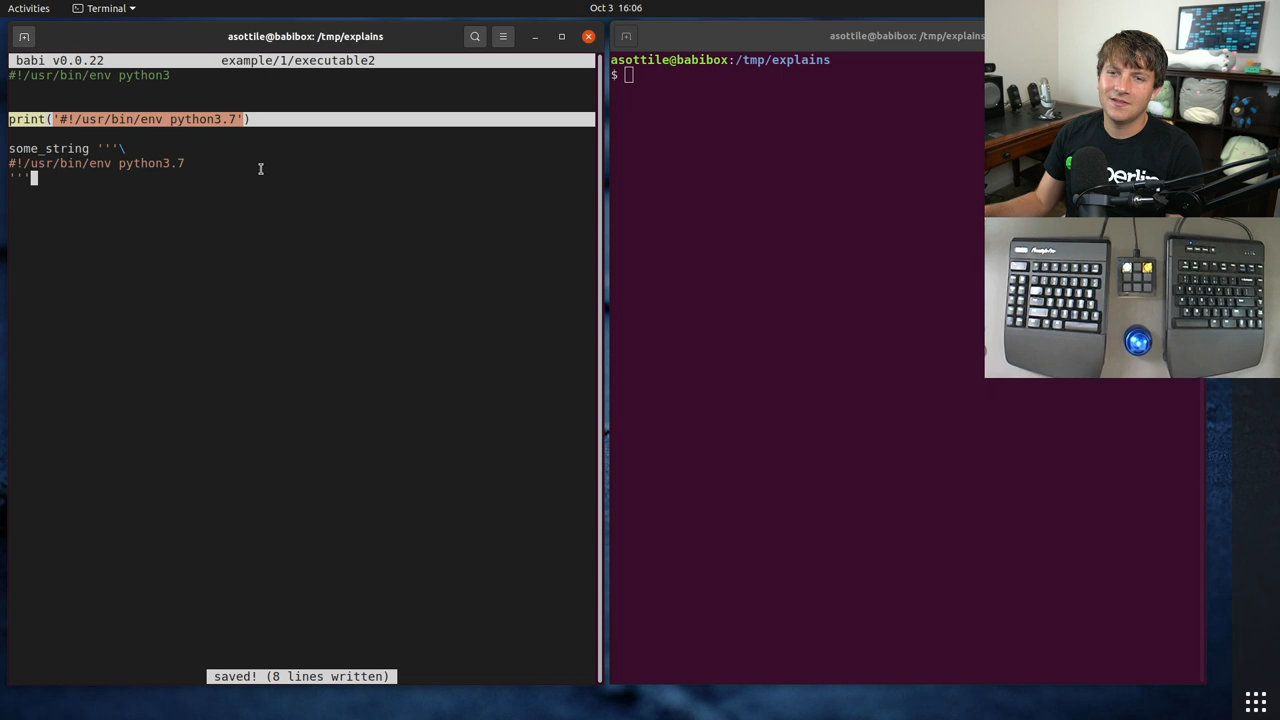 Activities
Terminal
Oct 3 16:06
asottile@babibox: /tmp/explains
babi v0.0.22
example/1/executable2
#!/usr/bin/env python3
print('#!/usr/bin/env python3.7')
some_string '''\
#!/usr/bin/env python3.7
'''
saved! (8 lines written)
asottile@babibox: /tmp/explains
asottile@babibox:/tmp/explains
$